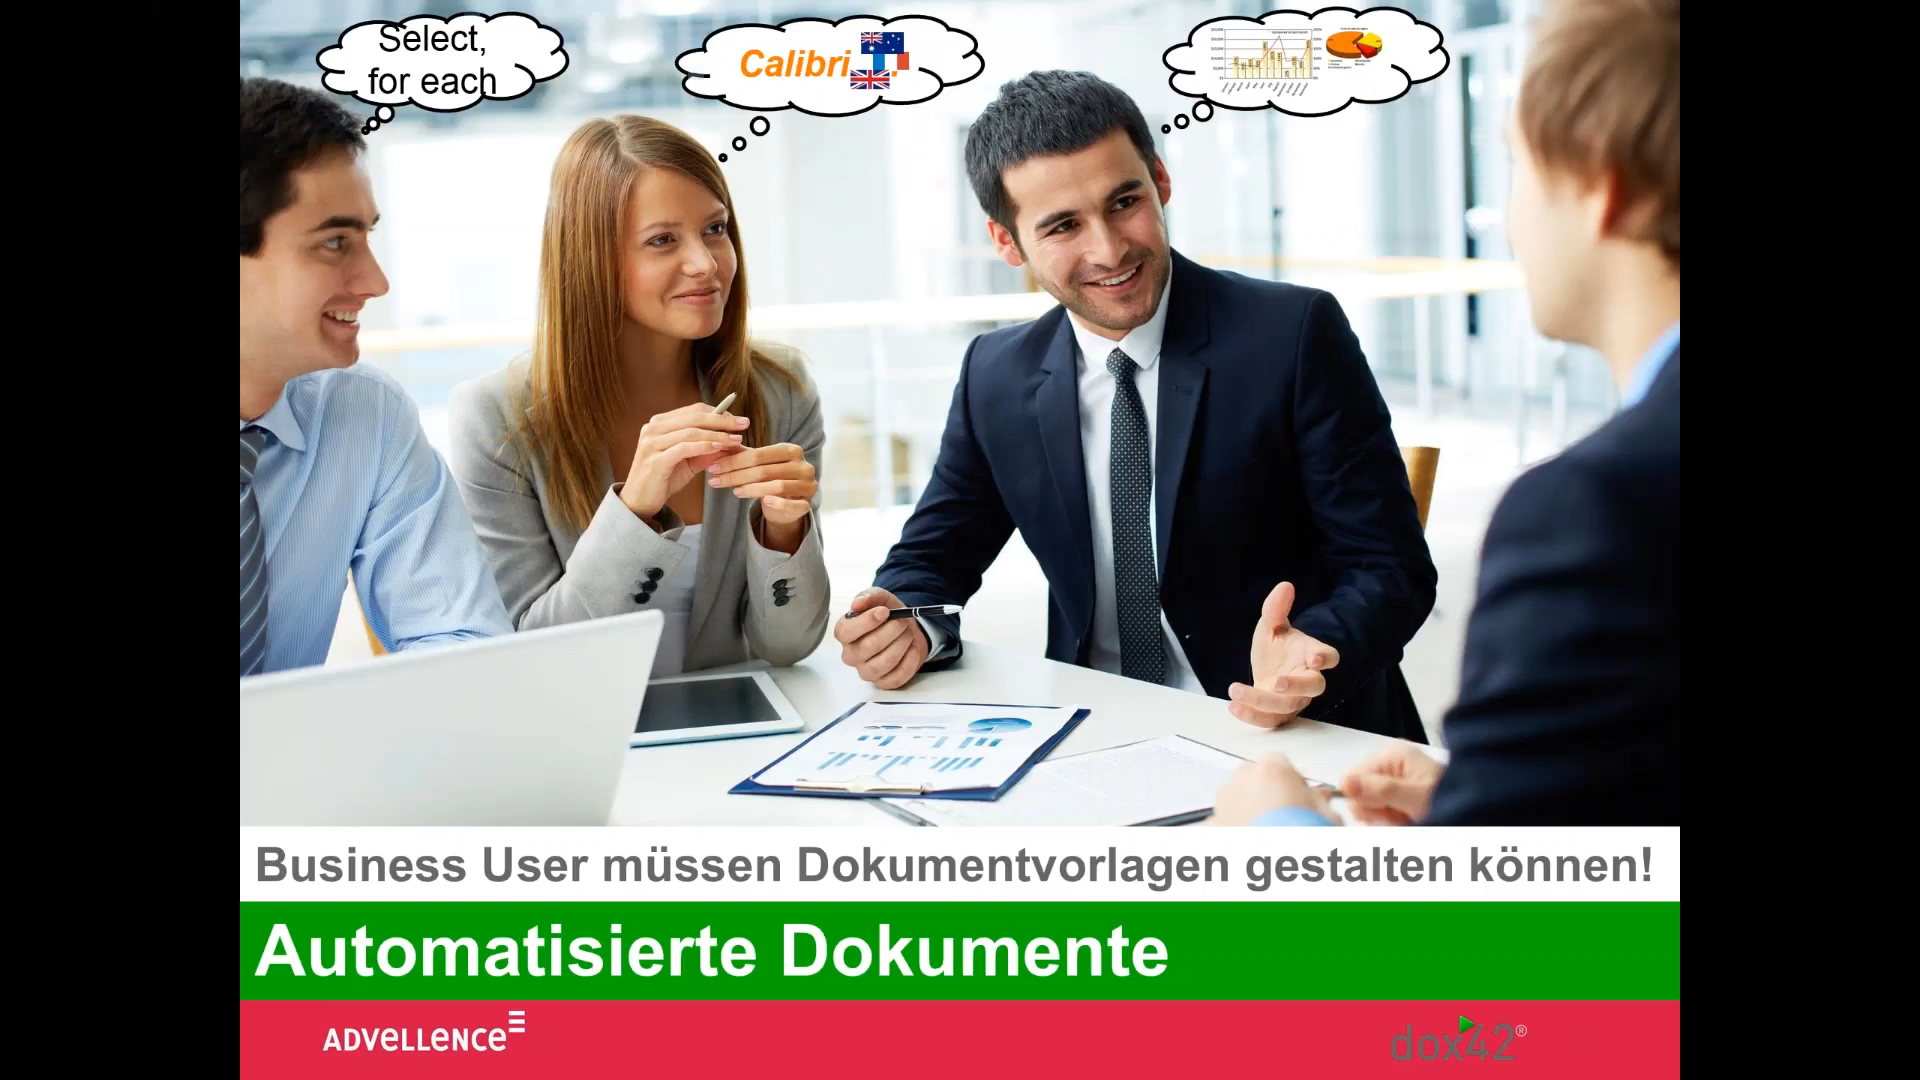 Select,
for each
Calibri
Business User müssen Dokumentvorlagen gestalten können!
Automatisierte Dokumente
ADVELLENCE
dox42®